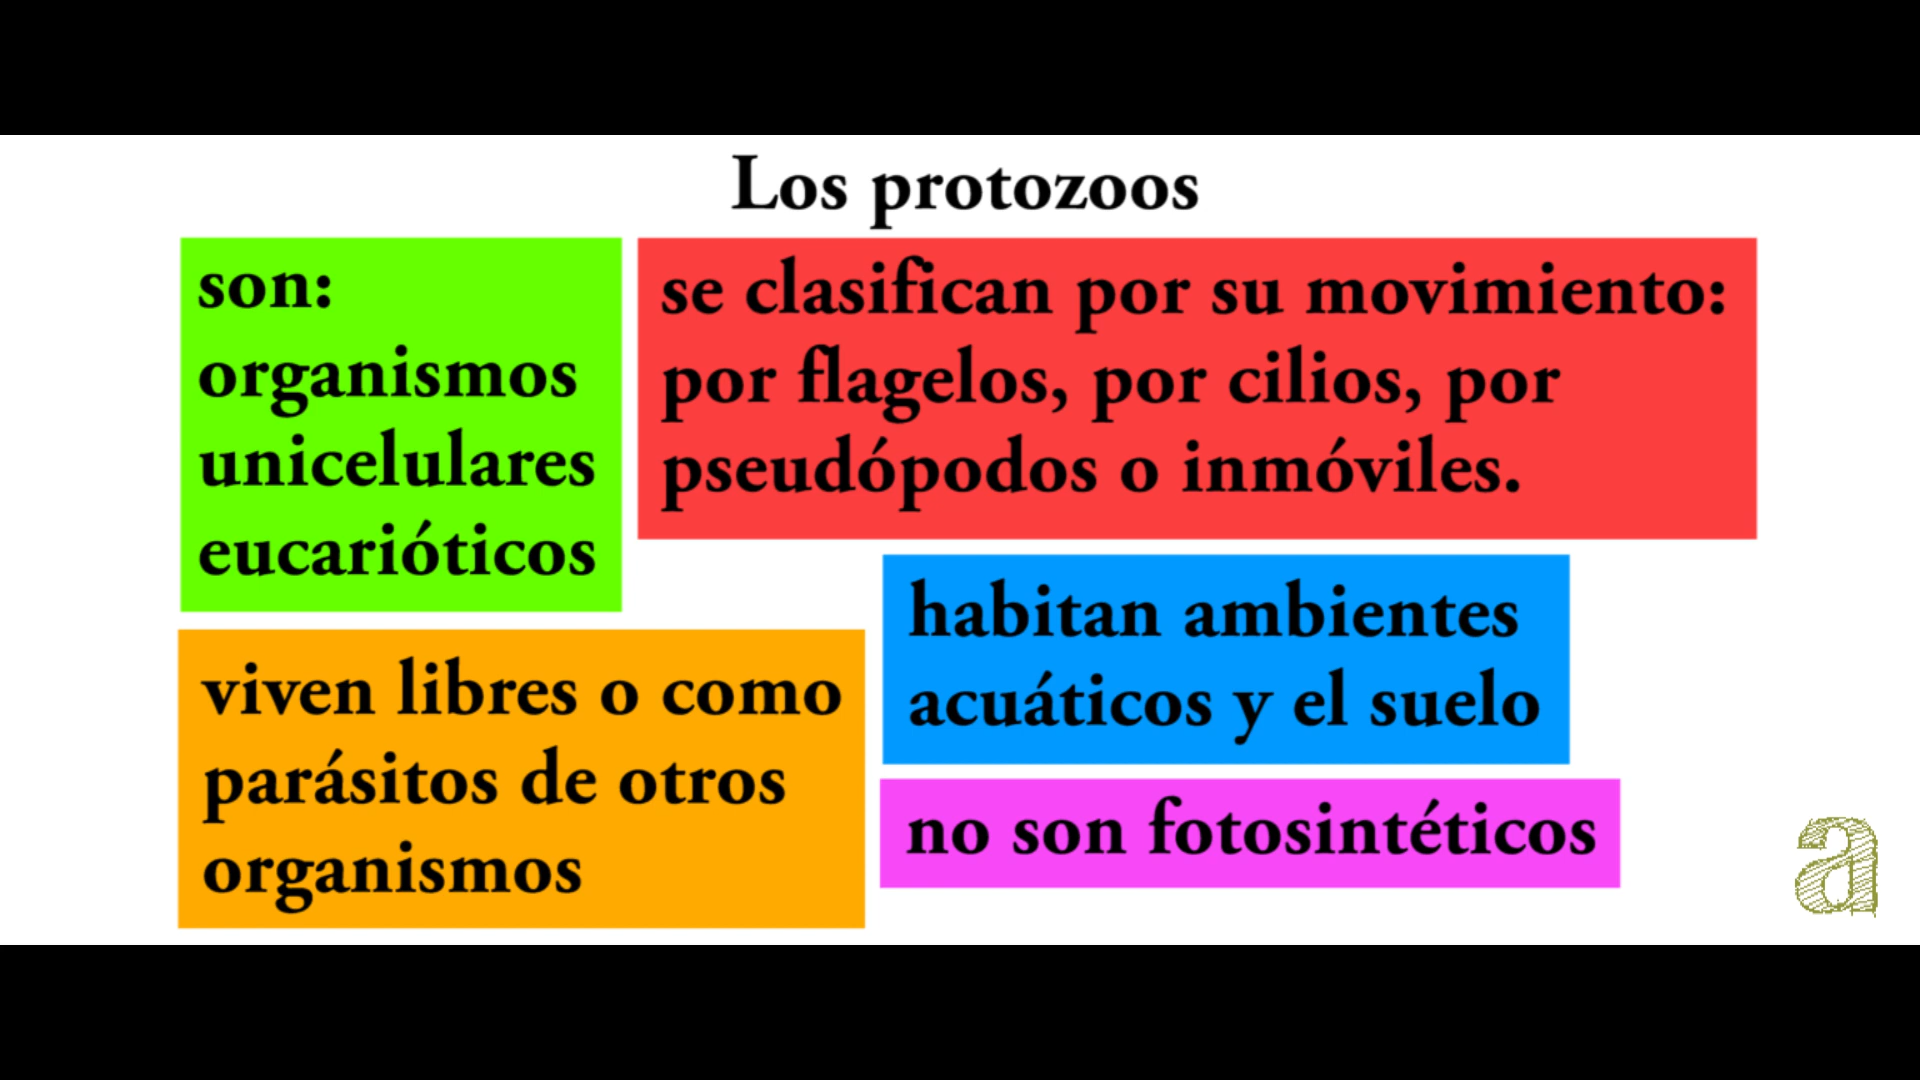 Los protozoos
son:
organismos
unicelulares
eucarióticos
se clasifican por su movimiento:
por flagelos, por cilios, por
pseudópodos o inmóviles.
viven libres o como
parásitos de otros
organismos
habitan ambientes
acuáticos y el suelo
no son fotosintéticos
a